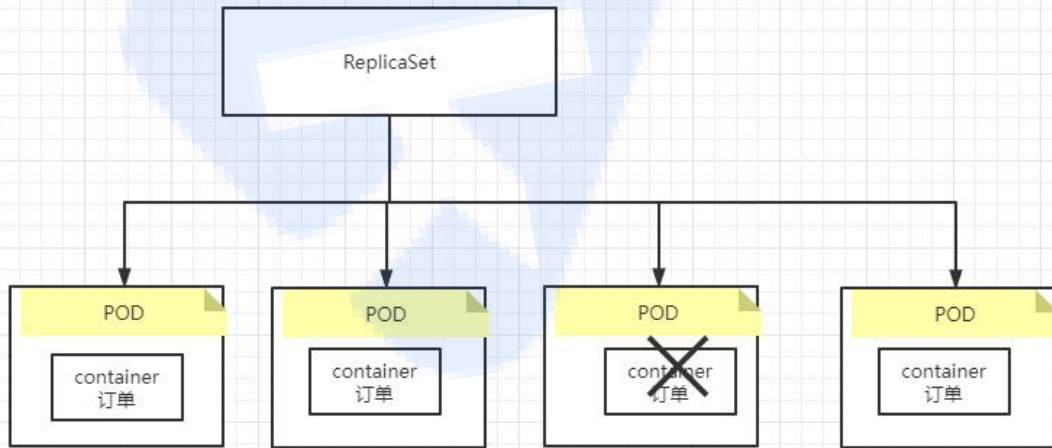 ReplicaSet
POD
POD
POD
POD
container
订单
container
订单
container
订单
container
订单